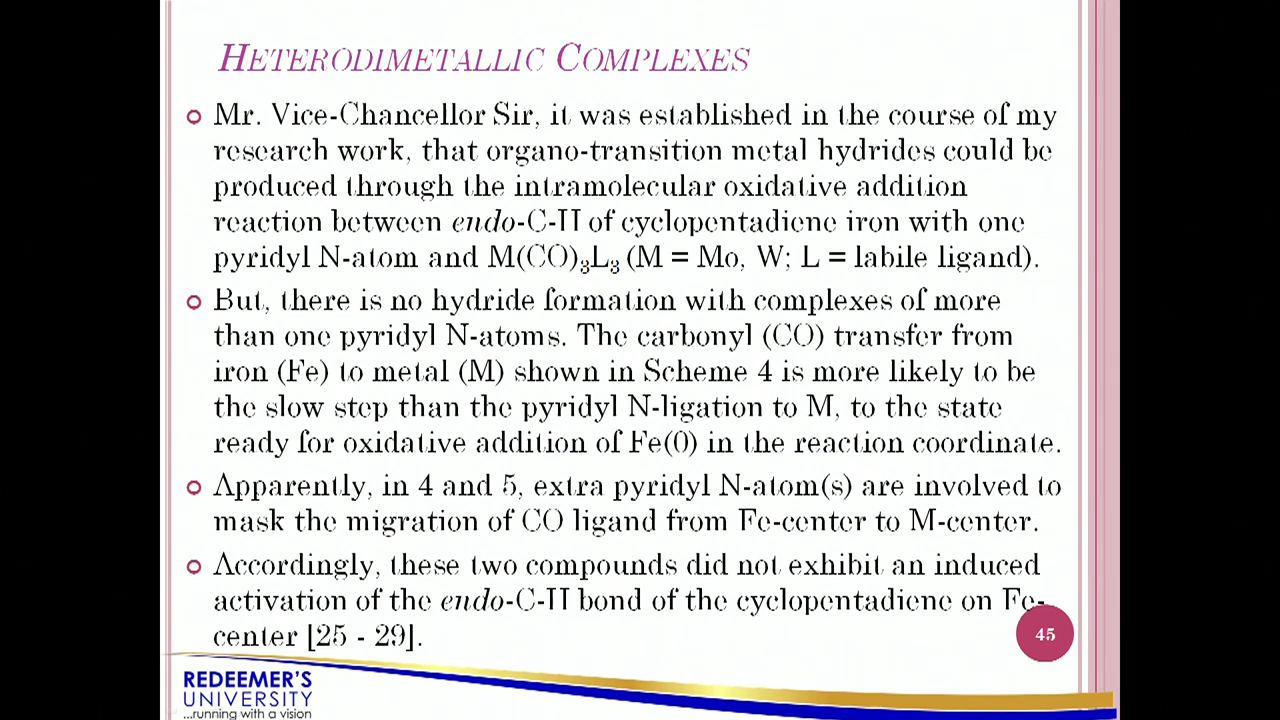 HETERODIMETALLIC COMPLEXES
Mr. Vice-Chancellor Sir, it was established in the course of my
research work, that organo-transition metal hydrides could be
produced through the intramolecular oxidative addition
reaction between endo-C-H of cyclopentadiene iron with one
pyridyl N-atom and M(CO)₃L₃ (M = Mo, W; L = labile ligand).
But, there is no hydride formation with complexes of more
than one pyridyl N-atoms. The carbonyl (CO) transfer from
iron (Fe) to metal (M) shown in Scheme 4 is more likely to be
the slow step than the pyridyl N-ligation to M, to the state
ready for oxidative addition of Fe(0) in the reaction coordinate.
Apparently, in 4 and 5, extra pyridyl N-atom(s) are involved to
mask the migration of CO ligand from Fe-center to M-center.
Accordingly, these two compounds did not exhibit an induced
activation of the endo-C-H bond of the cyclopentadiene on Fe-
center [25 - 29].
45
REDEEMER'S
UNIVERSITY
...running with a vision